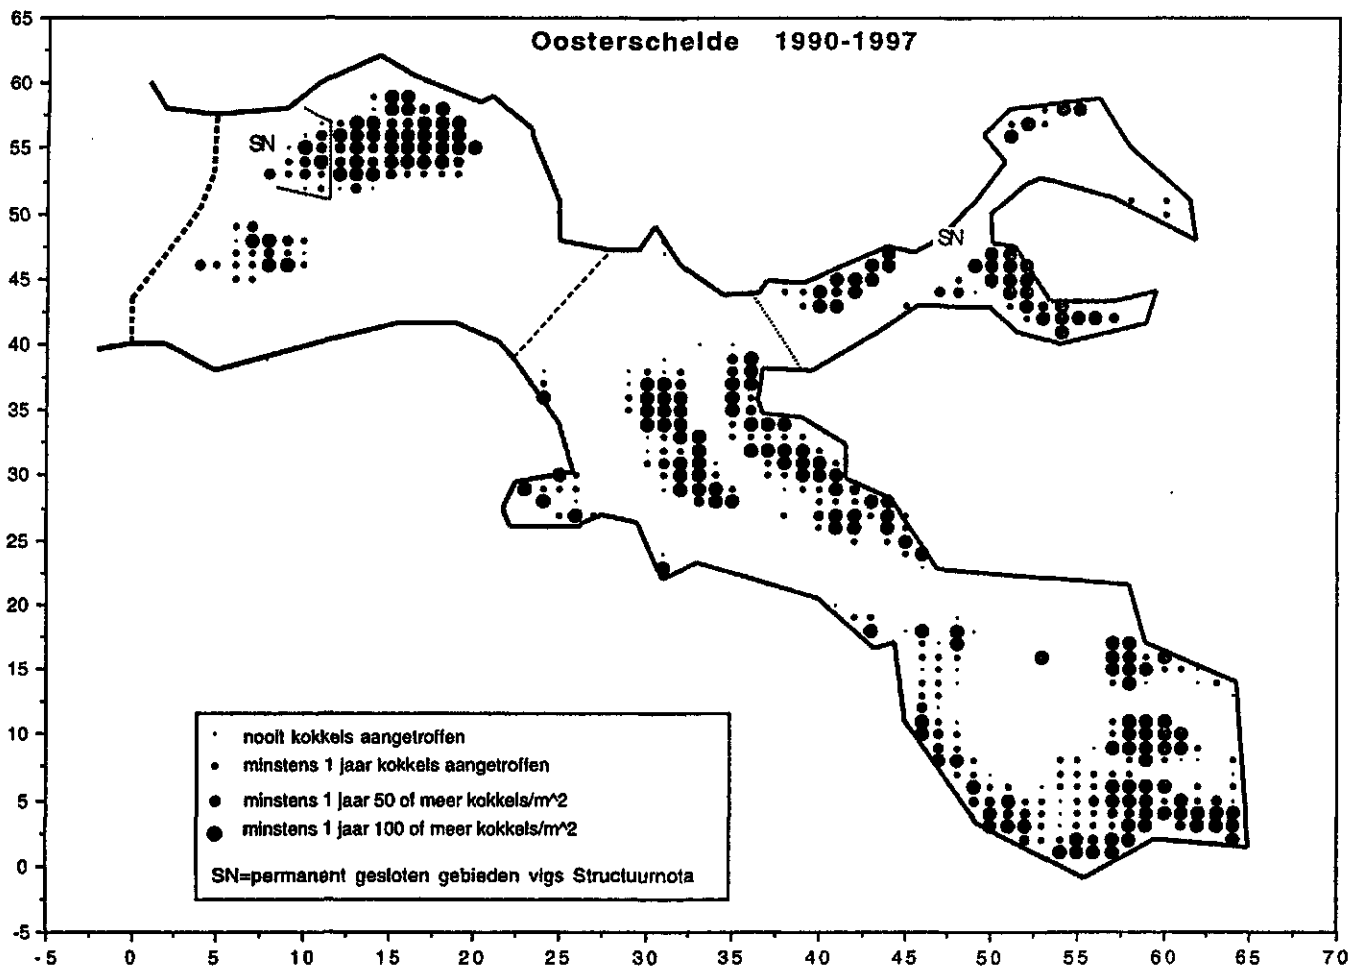 Oosterschelde 1990-1997
65
60
55
50
45
40
35
30
25
20
15
10
5
0
-5
SN
SN
nooit kokkels aangetroffen
minstens 1 jaar kokkels aangetroffen
minstens 1 jaar 50 of meer kokkels/m^2
minstens 1 jaar 100 of meer kokkels/m^2
SN=permanent gesloten gebieden vlgs Structuurnota
-5 0 5 10 15 20 25 30 35 40 45 50 55 60 65 70